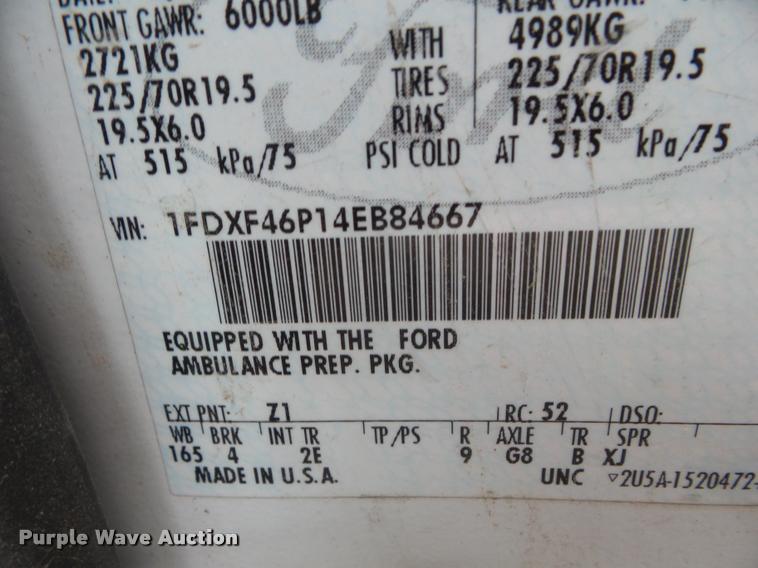 FRONT GAWR: 6000LB
2721KG WITH 4989KG
225/70R19.5 TIRES 225/70R19.5
19.5X6.0 RIMS 19.5X6.0
AT 515 kPa/75 PSI COLD AT 515 kPa/75
VIN: 1FDXF46P14EB84667
EQUIPPED WITH THE FORD
AMBULANCE PREP. PKG.
EXT PNT: Z1 RC: 52 DSO:
WB BRK INT TR TP/PS R AXLE TR SPR
165 4 2E 9 G8 B XJ
MADE IN U.S.A. UNC ▽2U5A-1520472-
Purple Wave Auction